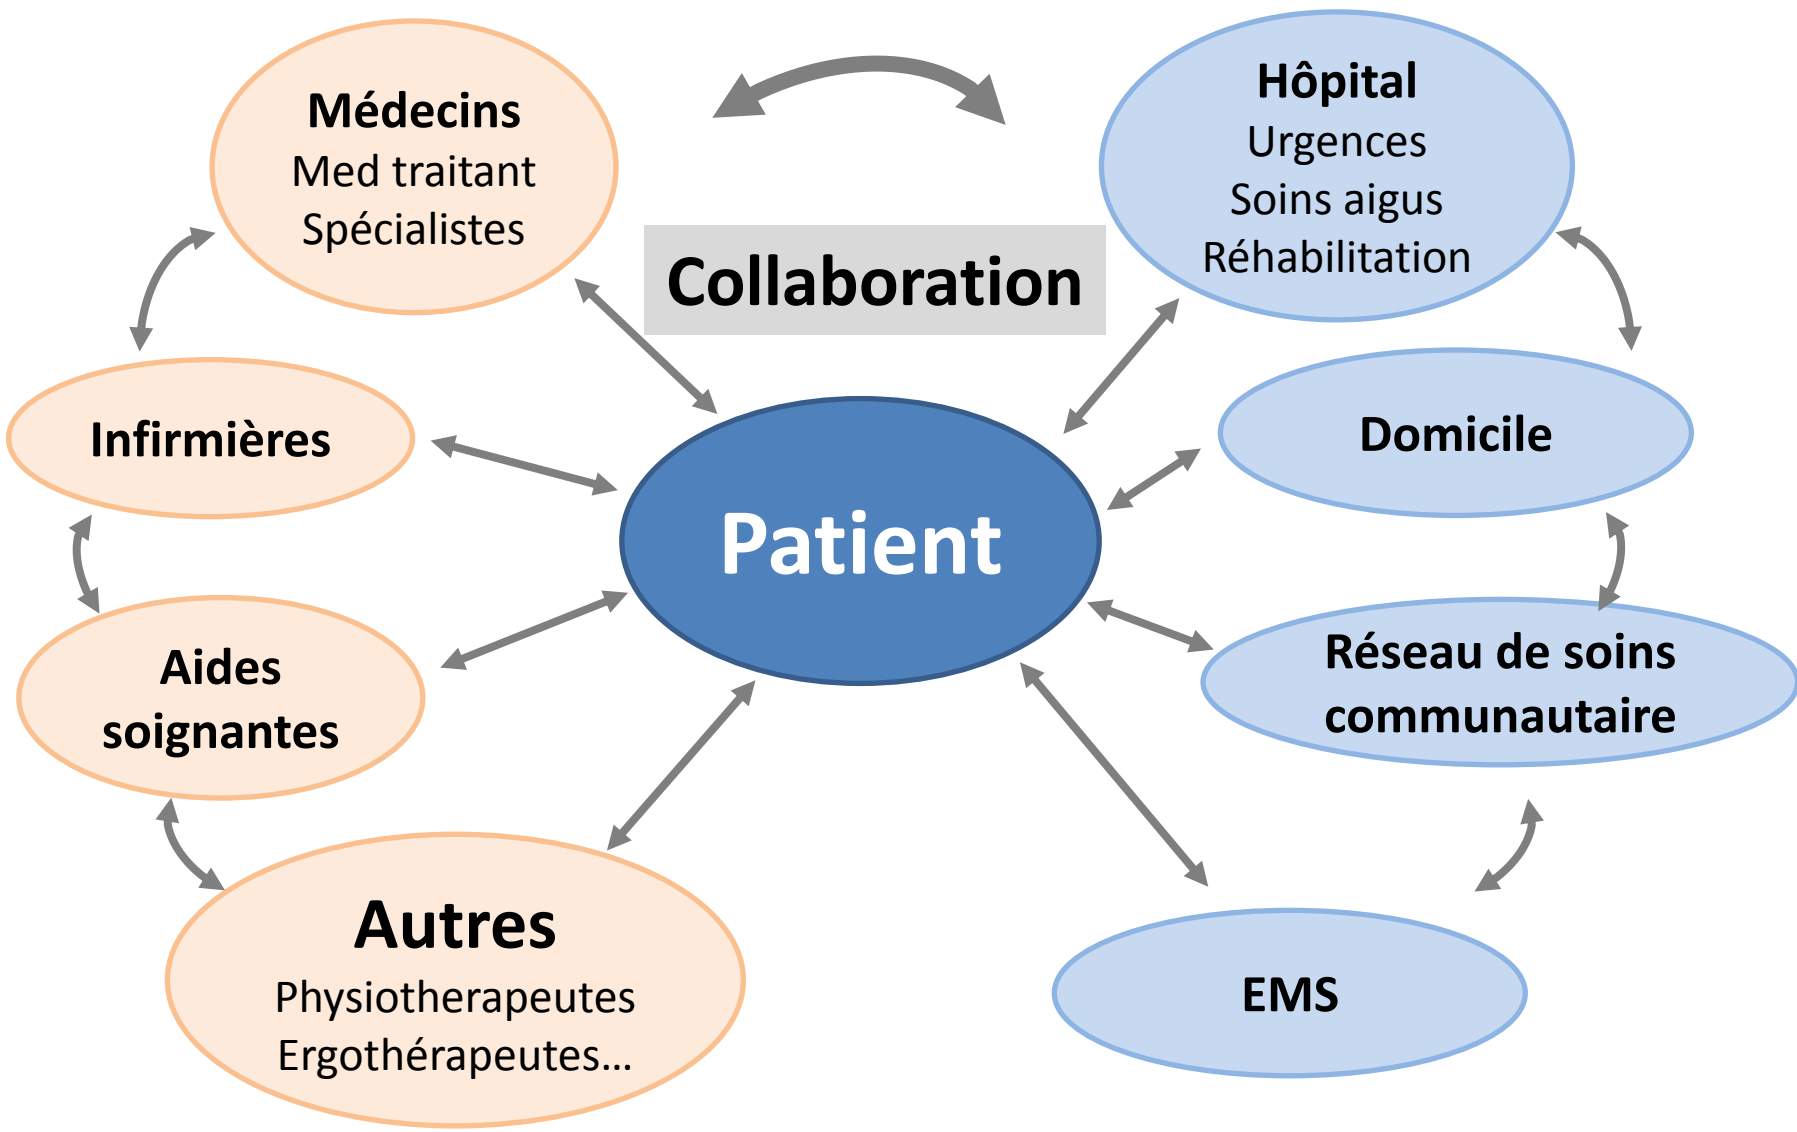 Médecins
Med traitant
Spécialistes
Hôpital
Urgences
Soins aigus
Réhabilitation
Collaboration
Infirmières
Domicile
Patient
Aides
soignantes
Réseau de soins
communautaire
Autres
Physiotherapeutes
Ergothérapeutes...
EMS